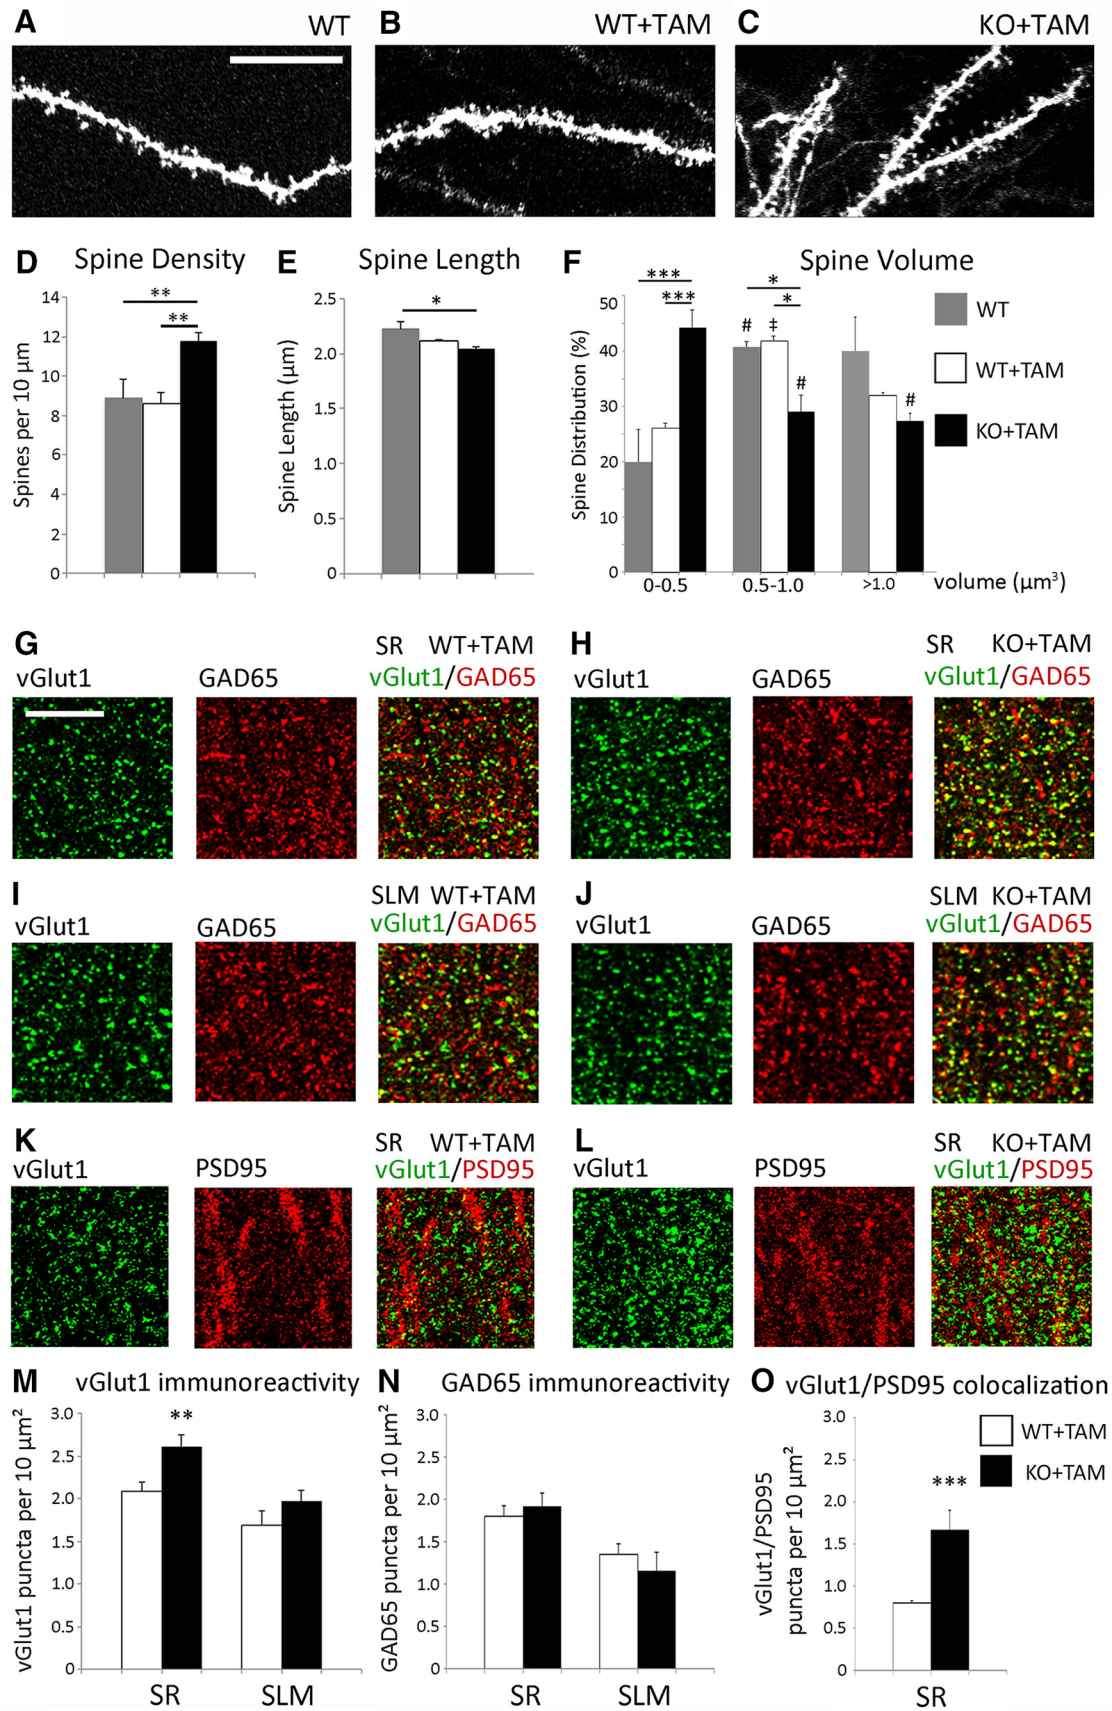 A WT
B WT+TAM
C KO+TAM
D Spine Density
Spines per 10 µm
14
12
10
8
6
4
2
0
**
**
E Spine Length
Spine Length (µm)
2.5
2.0
1.5
1.0
0.5
0
*
F Spine Volume
Spine Distribution (%)
50
40
30
20
10
0
***
***
*
*
# ‡
#
#
0-0.5 0.5-1.0 >1.0 volume (µm³)
WT
WT+TAM
KO+TAM
G SR WT+TAM
vGlut1 GAD65 vGlut1/GAD65
H SR KO+TAM
vGlut1 GAD65 vGlut1/GAD65
I SLM WT+TAM
vGlut1 GAD65 vGlut1/GAD65
J SLM KO+TAM
vGlut1 GAD65 vGlut1/GAD65
K SR WT+TAM
vGlut1 PSD95 vGlut1/PSD95
L SR KO+TAM
vGlut1 PSD95 vGlut1/PSD95
M vGlut1 immunoreactivity
vGlut1 puncta per 10 µm²
3.0
2.5
2.0
1.5
1.0
0.5
0
**
SR SLM
N GAD65 immunoreactivity
GAD65 puncta per 10 µm²
3.0
2.5
2.0
1.5
1.0
0.5
0
SR SLM
O vGlut1/PSD95 colocalization
vGlut1/PSD95
puncta per 10 µm²
3.0
2.5
2.0
1.5
1.0
0.5
0
***
SR
WT+TAM
KO+TAM